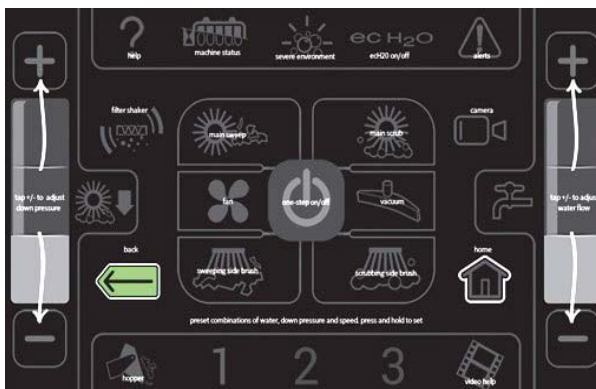 help
machine status
severe environment
ec H2O
ecH20 on/off
alerts
filter shaker
main sweep
main scrub
camera
tap +/- to adjust
down pressure
fan
one-step on/off
vacuum
tap +/- to adjust
water flow
back
sweeping side brush
scrubbing side brush
home
preset combinations of water, down pressure and speed. press and hold to set
hopper
1
2
3
video help